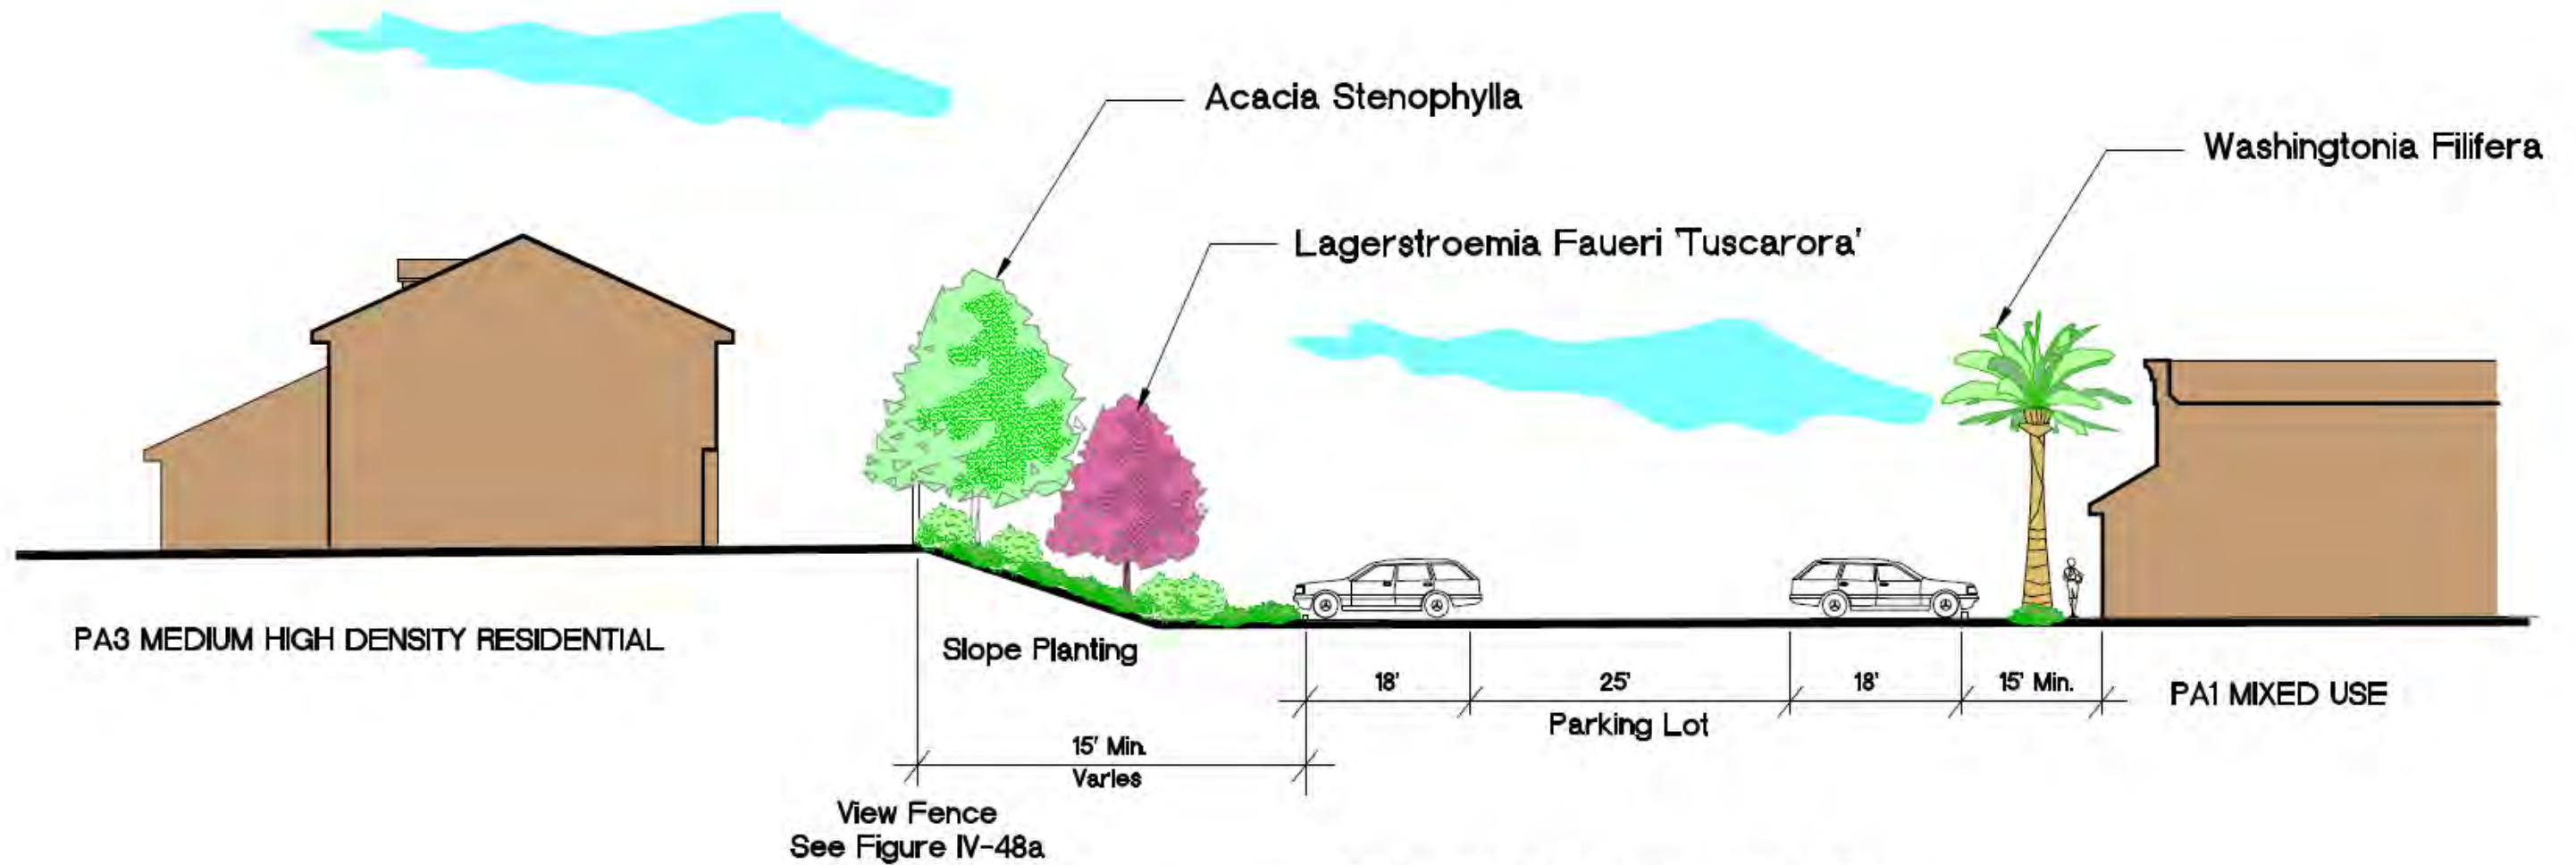 Acacia Stenophylla
Washingtonia Filifera
Lagerstroemia Faueri 'Tuscarora'
PA3 MEDIUM HIGH DENSITY RESIDENTIAL
Slope Planting
18'
25'
18'
15' Min.
PA1 MIXED USE
Parking Lot
15' Min.
Varies
View Fence
See Figure IV-48a